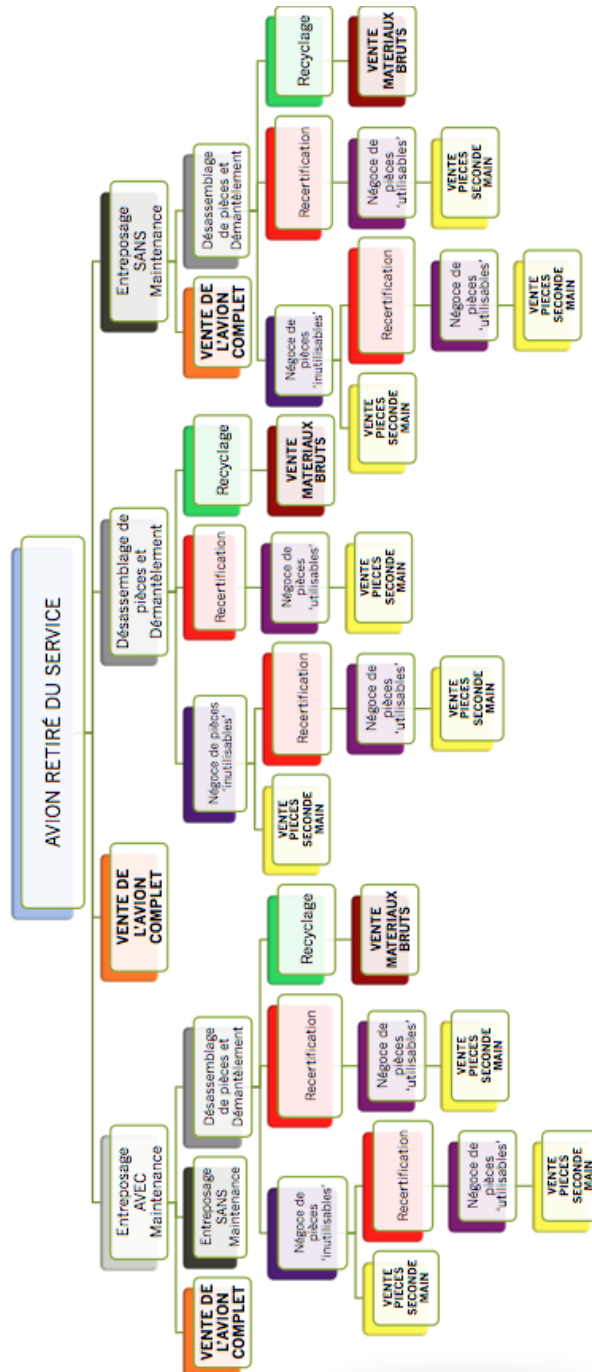 AVION RETIRÉ DU SERVICE
Entreposage
AVEC
Maintenance
VENTE DE
L'AVION
COMPLET
Entreposage
SANS
Maintenance
Désassemblage
de pièces et
Démantèlement
Négoce de
pièces
'inutilisables'
VENTE
PIECES
SECONDE
MAIN
Recertification
Négoce de
pièces
'utilisables'
VENTE
PIECES
SECONDE
MAIN
Recertification
Négoce de
pièces
'utilisables'
VENTE
PIECES
SECONDE
MAIN
Recyclage
VENTE
MATERIAUX
BRUTS
VENTE DE
L'AVION
COMPLET
Désassemblage de
pièces et
Démantèlement
Négoce de pièces
'inutilisables'
VENTE
PIECES
SECONDE
MAIN
Recertification
Négoce de
pièces
'utilisables'
VENTE
PIECES
SECONDE
MAIN
Recertification
Négoce de
pièces
'utilisables'
VENTE
PIECES
SECONDE
MAIN
Recyclage
VENTE
MATERIAUX
BRUTS
Entreposage
SANS
Maintenance
VENTE DE
L'AVION
COMPLET
Désassemblage
de pièces et
Démantèlement
Négoce de
pièces
'inutilisables'
VENTE
PIECES
SECONDE
MAIN
Recertification
Négoce de
pièces
'utilisables'
VENTE
PIECES
SECONDE
MAIN
Recertification
Négoce de
pièces
'utilisables'
VENTE
PIECES
SECONDE
MAIN
Recyclage
VENTE
MATERIAUX
BRUTS